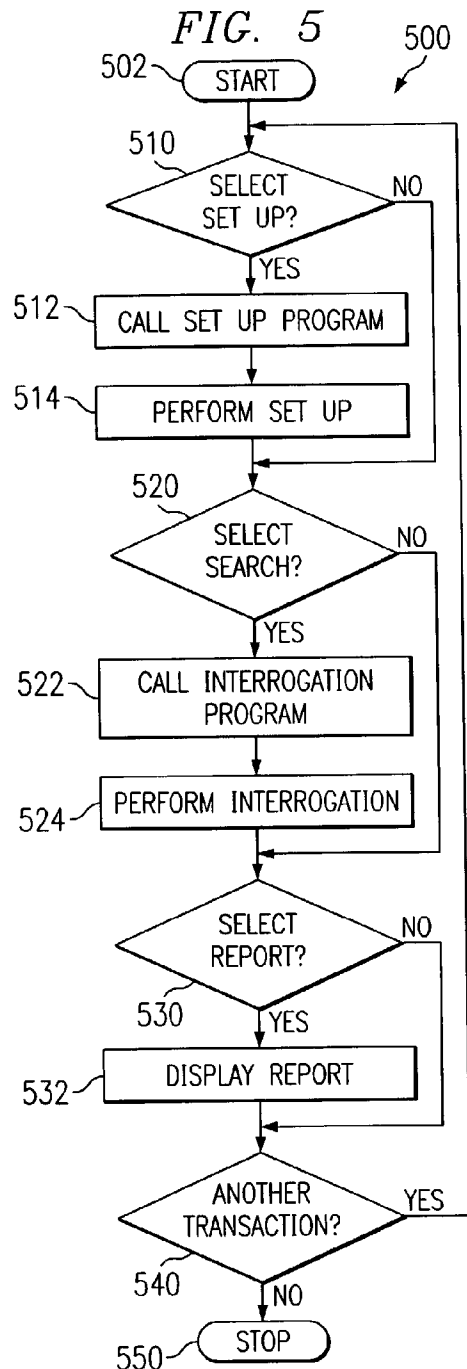 FIG. 5
500
502
START
510
SELECT
SET UP?
NO
YES
512
CALL SET UP PROGRAM
514
PERFORM SET UP
520
SELECT
SEARCH?
NO
YES
522
CALL INTERROGATION
PROGRAM
524
PERFORM INTERROGATION
SELECT
REPORT?
NO
530
YES
532
DISPLAY REPORT
ANOTHER
TRANSACTION?
YES
540
NO
550
STOP